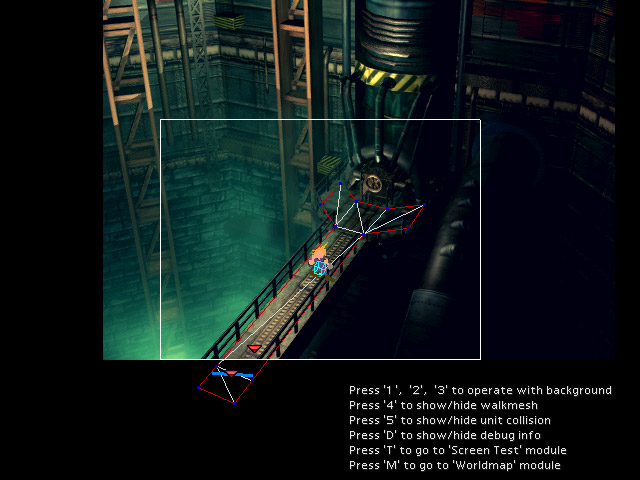 Press '1', '2', '3' to operate with background
Press '4' to show/hide walkmesh
Press '5' to show/hide unit collision
Press 'D' to show/hide debug info
Press 'T' to go to 'Screen Test' module
Press 'M' to go to 'Worldmap' module